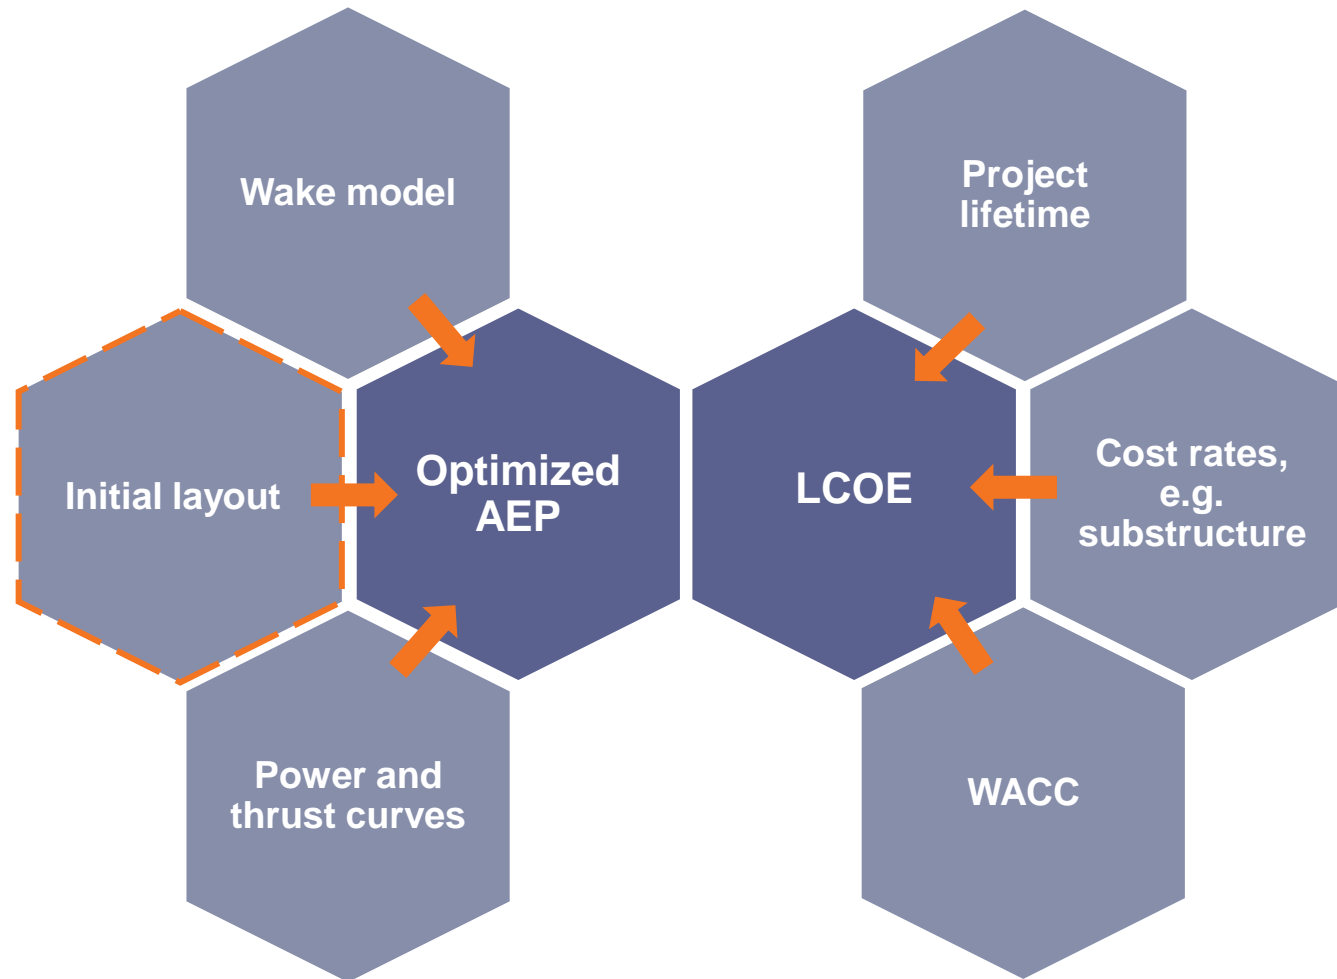 Wake model
Project
lifetime
Initial layout
Optimized
AEP
LCOE
Cost rates,
e.g.
substructure
Power and
thrust curves
WACC